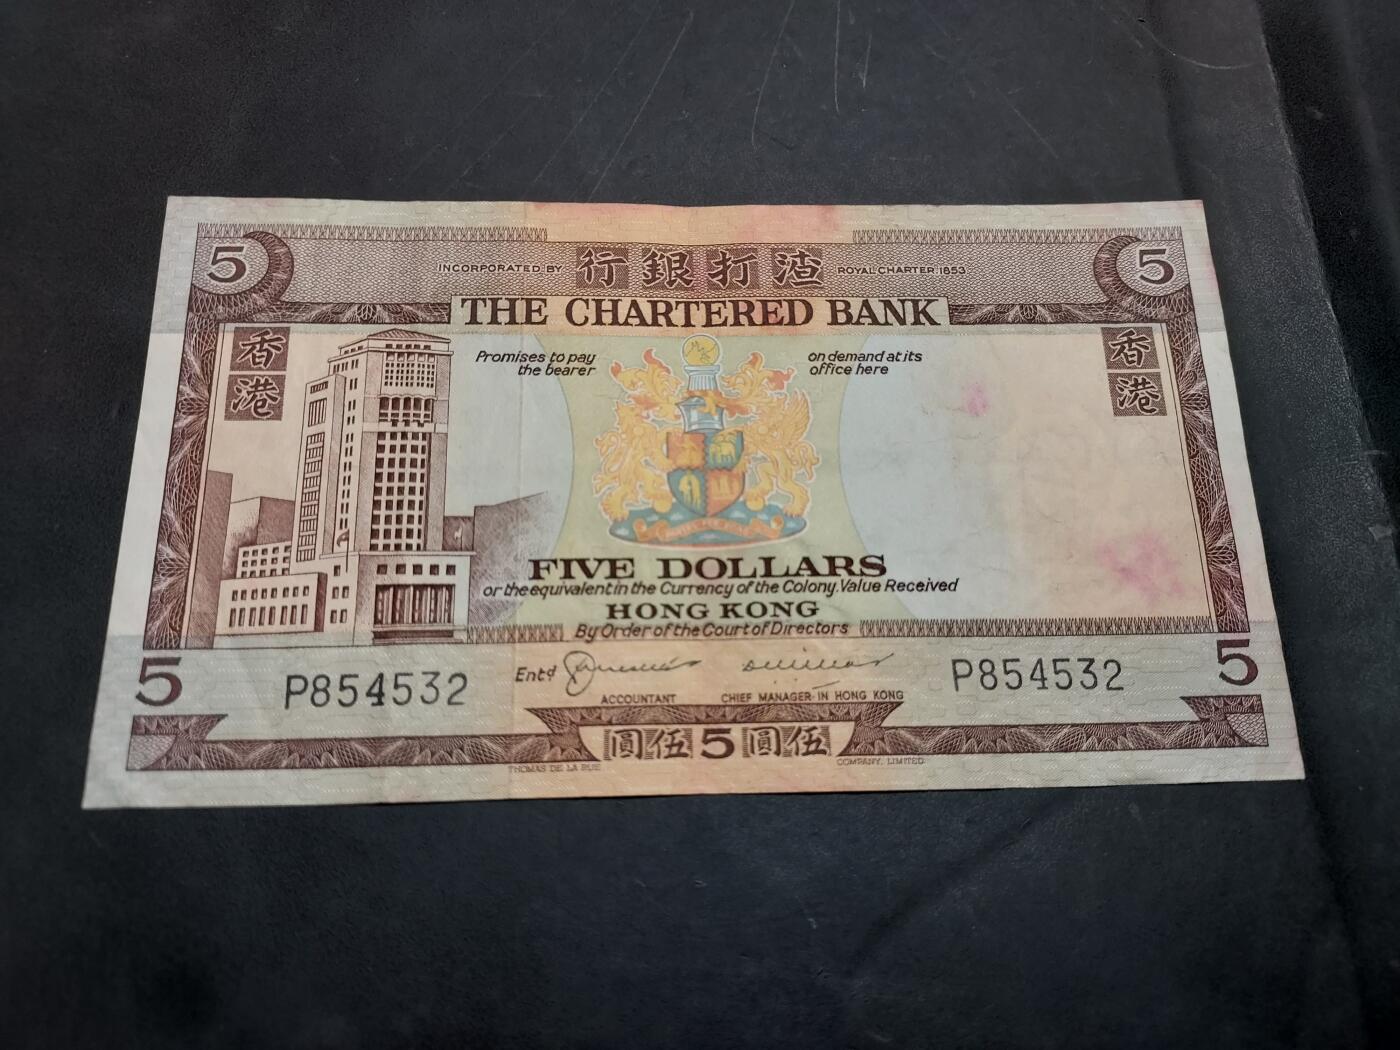 5
INCORPORATED BY 行銀打渣 ROYAL CHARTER 1853
5
THE CHARTERED BANK
香港
Promises to pay
the bearer
on demand at its
office here
香港
FIVE DOLLARS
or the equivalent in the Currency of the Colony. Value Received
HONG KONG
By Order of the Court of Directors
5
P854532
Entd
ACCOUNTANT
CHIEF MANAGER IN HONG KONG
P854532
5
圓伍 5 圓伍
THOMAS DE LA RUE
COMPANY, LIMITED.